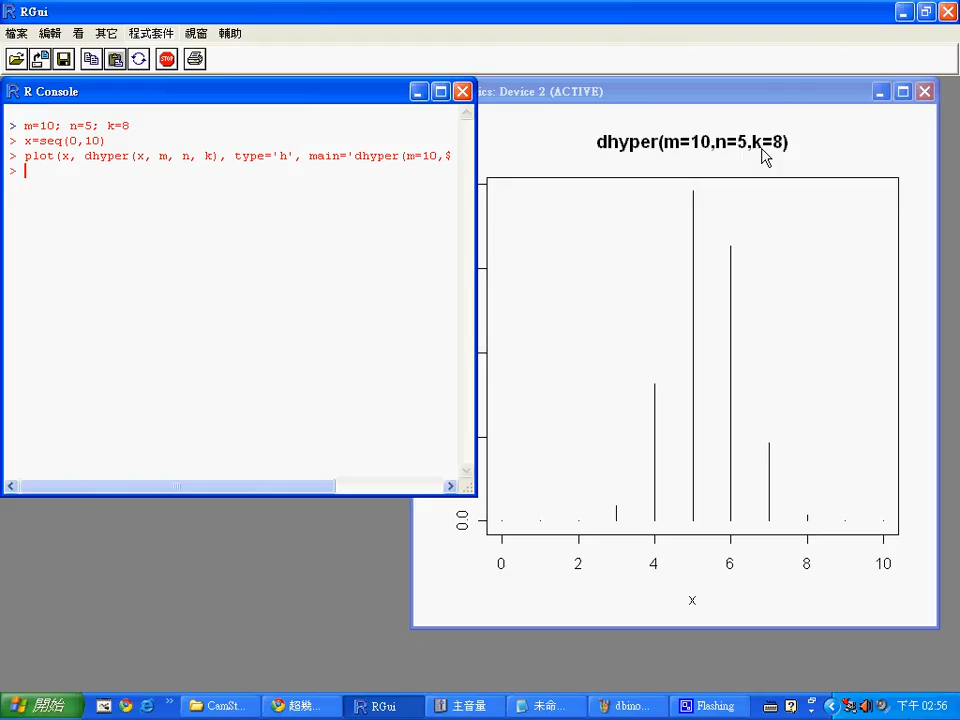 RGui
檔案 編輯 看 其它 程式套件 視窗 輔助
STOP
R Console
> m=10; n=5; k=8
> x=seq(0,10)
> plot(x, dhyper(x, m, n, k), type='h', main='dhyper(m=10,$
>
ics: Device 2 (ACTIVE)
dhyper(m=10,n=5,k=8)
0.0
0 2 4 6 8 10
x
開始 CamSt... 超幾... RGui 主音量 未命... dbino... Flashing 下午 02:56